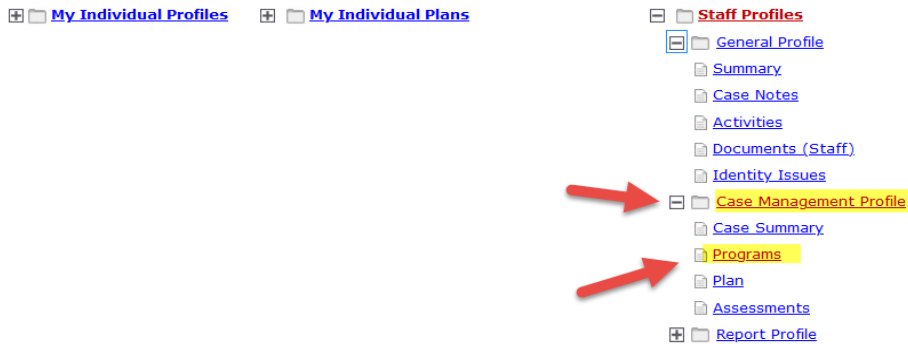 My Individual Profiles
My Individual Plans
Staff Profiles
General Profile
Summary
Case Notes
Activities
Documents (Staff)
Identity Issues
Case Management Profile
Case Summary
Programs
Plan
Assessments
Report Profile